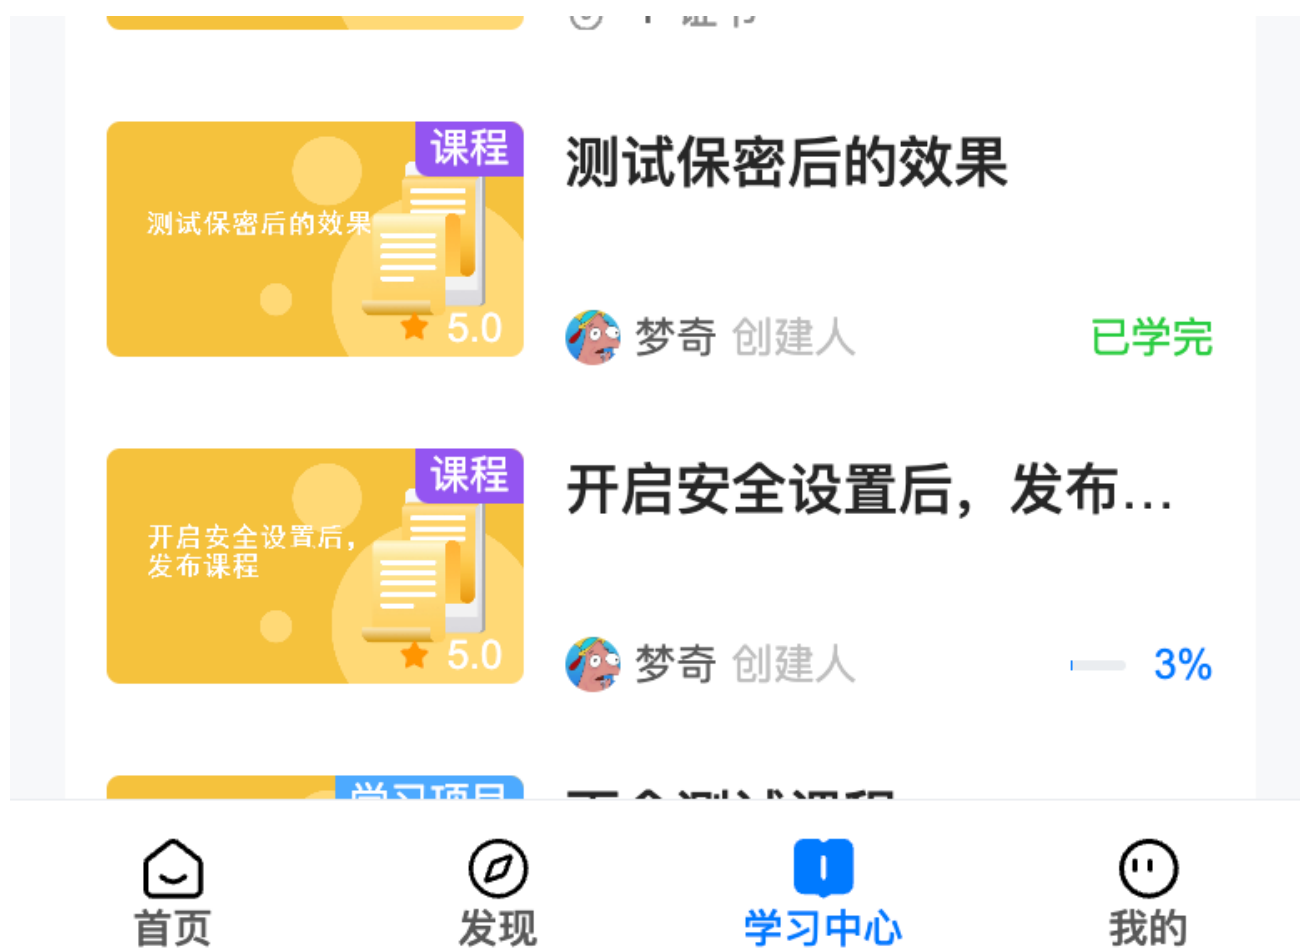 证书
课程
测试保密后的效果
5.0
测试保密后的效果
梦奇 创建人
已学完
课程
开启安全设置后，
发布课程
5.0
开启安全设置后，发布...
梦奇 创建人
3%
学习项目
首页
发现
学习中心
我的